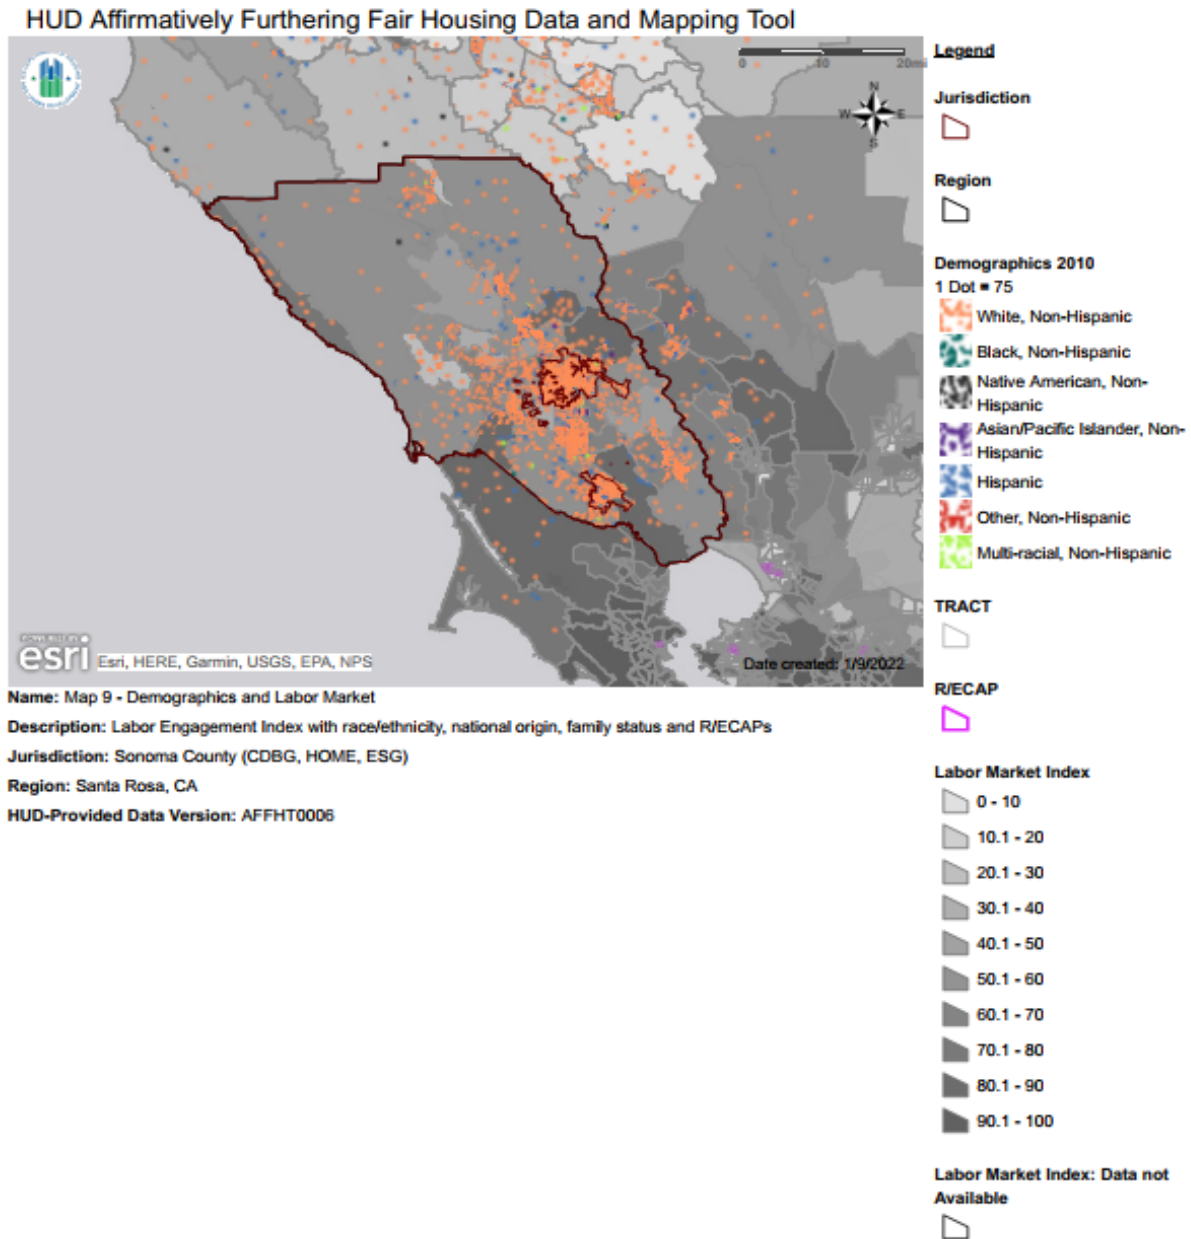 HUD Affirmatively Furthering Fair Housing Data and Mapping Tool
0 10 20mi
N
W E
S
esri Esri, HERE, Garmin, USGS, EPA, NPS
Date created: 1/9/2022
Name: Map 9 - Demographics and Labor Market
Description: Labor Engagement Index with race/ethnicity, national origin, family status and R/ECAPs
Jurisdiction: Sonoma County (CDBG, HOME, ESG)
Region: Santa Rosa, CA
HUD-Provided Data Version: AFFHT0006
Legend
Jurisdiction
Region
Demographics 2010
1 Dot = 75
White, Non-Hispanic
Black, Non-Hispanic
Native American, Non-
Hispanic
Asian/Pacific Islander, Non-
Hispanic
Hispanic
Other, Non-Hispanic
Multi-racial, Non-Hispanic
TRACT
R/ECAP
Labor Market Index
0 - 10
10.1 - 20
20.1 - 30
30.1 - 40
40.1 - 50
50.1 - 60
60.1 - 70
70.1 - 80
80.1 - 90
90.1 - 100
Labor Market Index: Data not
Available